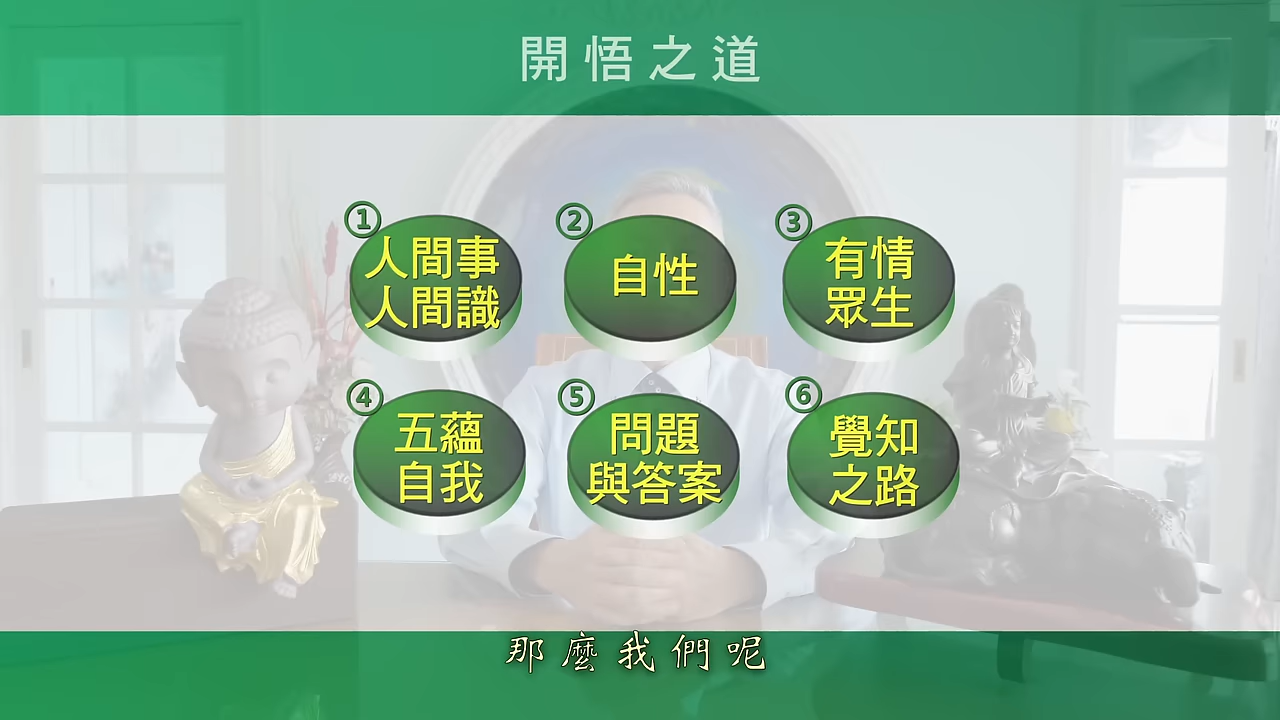 開悟之道
①
人間事
人間識
②
自性
③
有情
眾生
④
五蘊
自我
⑤
問題
與答案
⑥
覺知
之路
那麼我們呢